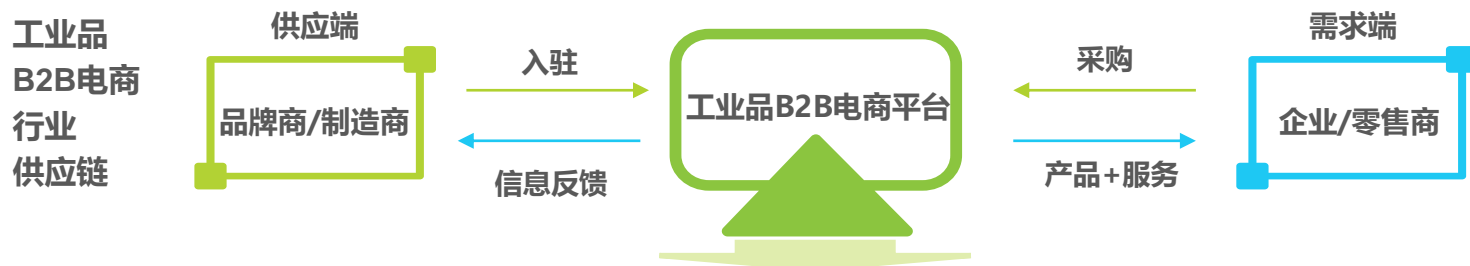 工业品
B2B电商
行业
供应链
供应端
品牌商/制造商
入驻
信息反馈
工业品B2B电商平台
采购
产品+服务
需求端
企业/零售商